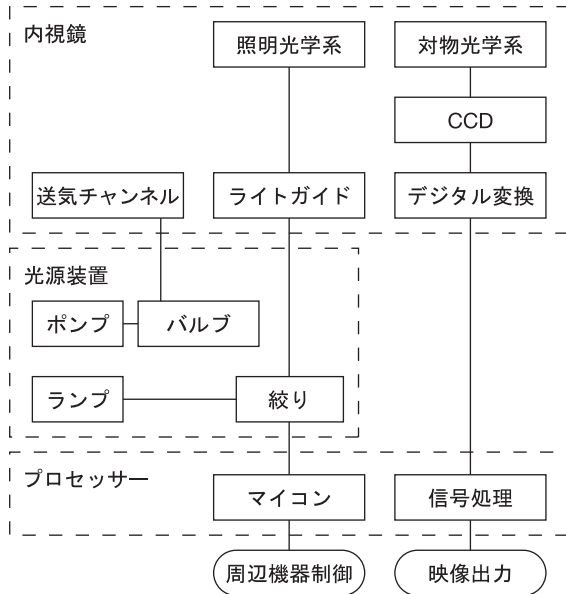 内視鏡
照明光学系
対物光学系
CCD
送気チャンネル
ライトガイド
デジタル変換
光源装置
ポンプ
バルブ
ランプ
絞り
プロセッサー
マイコン
信号処理
周辺機器制御
映像出力